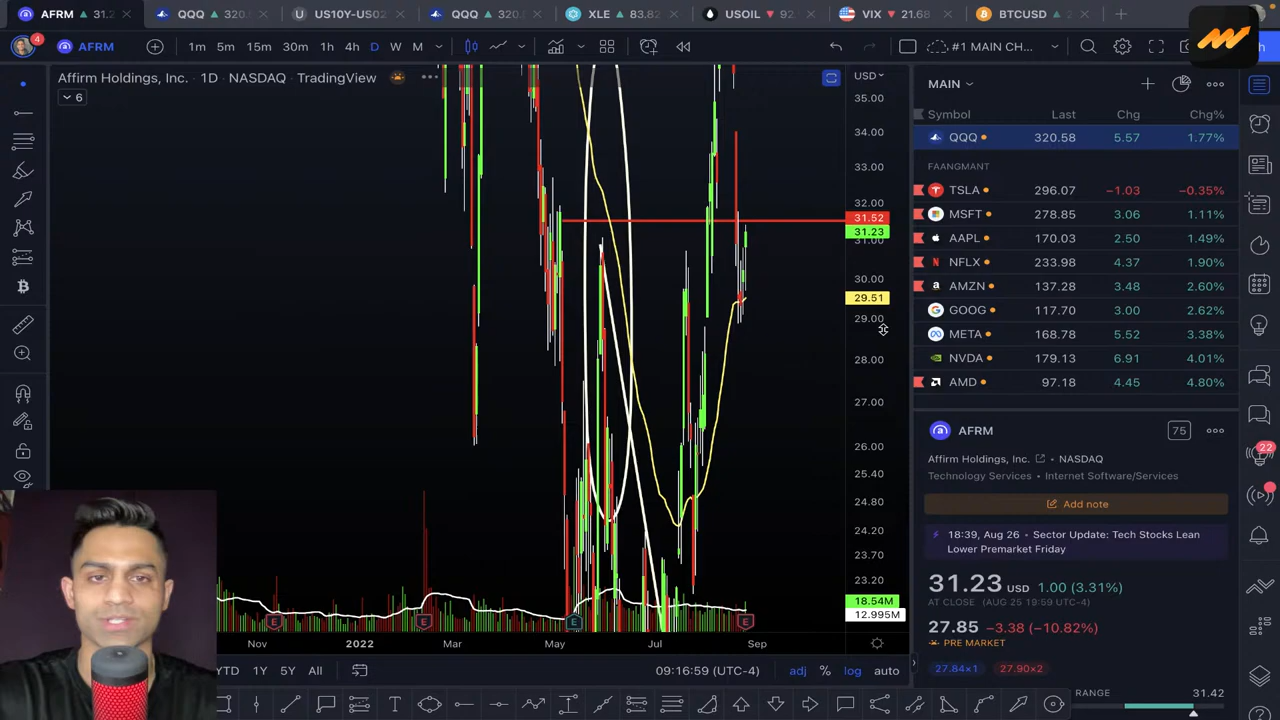 AFRM ▲ 31.2
QQQ ▲ 320.
US10Y-US02
QQQ ▲ 320.
XLE ▲ 83.82
USOIL ▼ 92.
VIX ▼ 21.68
BTCUSD ▲
4
AFRM
1m 5m 15m 30m 1h 4h D W M
#1 MAIN CH...
Affirm Holdings, Inc. • 1D • NASDAQ • TradingView
6
USD
35.00
34.00
33.00
32.00
31.52
31.23
31.00
30.00
29.51
29.00
28.00
27.00
26.00
25.40
24.80
24.20
23.70
23.20
18.54M
12.995M
E E E E
Nov 2022 Mar May Jul Sep
YTD 1Y 5Y All
09:16:59 (UTC-4)
adj % log auto
MAIN
Symbol Last Chg Chg%
QQQ 320.58 5.57 1.77%
FAANGMANT
TSLA 296.07 −1.03 −0.35%
MSFT 278.85 3.06 1.11%
AAPL 170.03 2.50 1.49%
NFLX 233.98 4.37 1.90%
AMZN 137.28 3.48 2.60%
GOOG 117.70 3.00 2.62%
META 168.78 5.52 3.38%
NVDA 179.13 6.91 4.01%
AMD 97.18 4.45 4.80%
AFRM
75
Affirm Holdings, Inc. • NASDAQ
Technology Services • Internet Software/Services
Add note
18:39, Aug 26 • Sector Update: Tech Stocks Lean
Lower Premarket Friday
31.23 USD 1.00 (3.31%)
AT CLOSE (AUG 25 19:59 UTC-4)
27.85 −3.38 (−10.82%)
PRE MARKET
27.84×1 27.90×2
RANGE 31.42
22